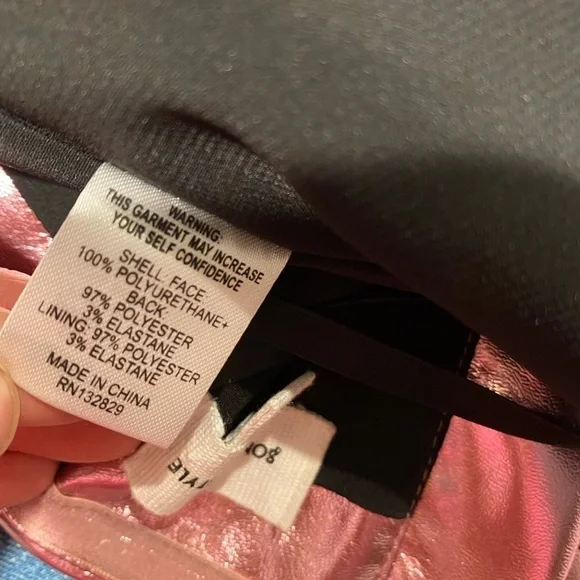 WARNING:
THIS GARMENT MAY INCREASE
YOUR SELF CONFIDENCE
SHELL. FACE
100% POLYURETHANE+
BACK
97% POLYESTER
3% ELASTANE
LINING: 97% POLYESTER
3% ELASTANE
MADE IN CHINA
RN132829